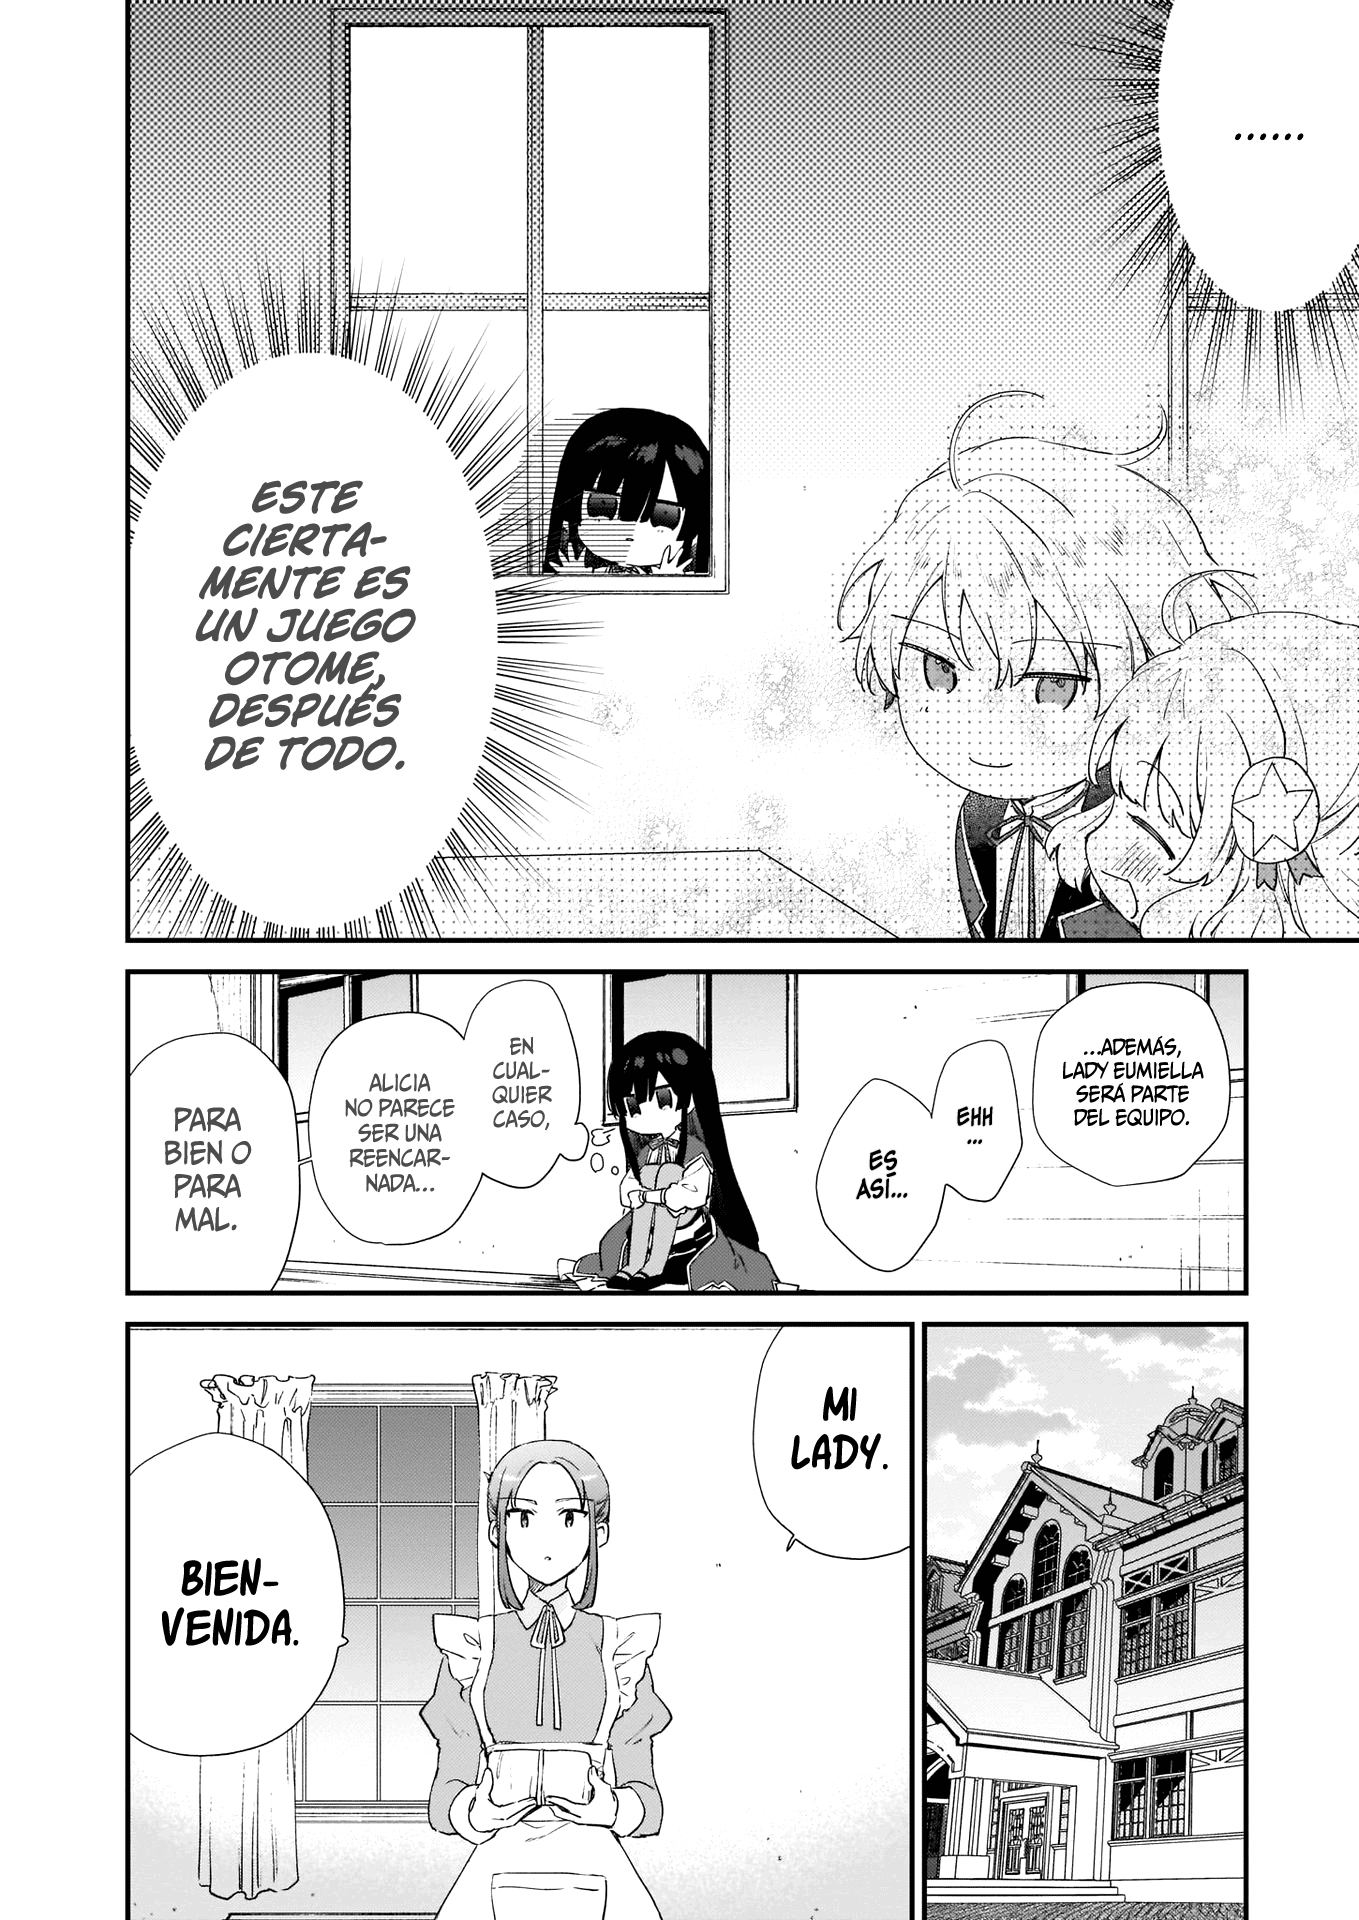 ......
ESTE
CIERTA-
MENTE ES
UN JUEGO
OTOME,
DESPUÉS
DE TODO.
...ADEMÁS,
LADY EUMIELLA
SERÁ PARTE
DEL EQUIPO.
EHH
...
ES
ASÍ...
EN
CUAL-
QUIER
CASO,
ALICIA
NO PARECE
SER UNA
REENCAR-
NADA...
PARA
BIEN O
PARA
MAL.
MI
LADY.
BIEN-
VENIDA.